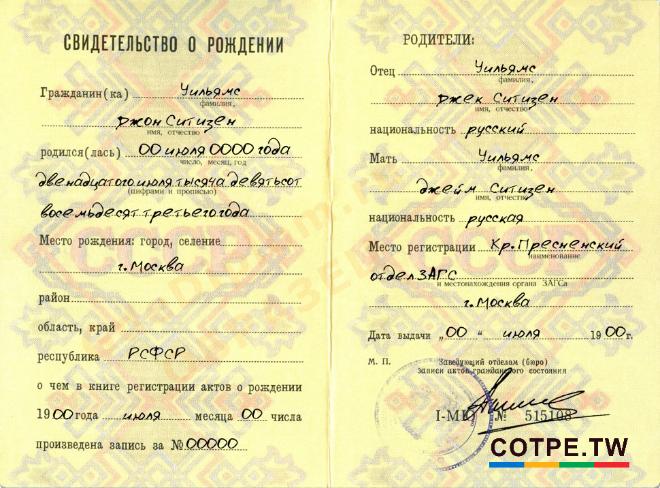 СВИДЕТЕЛЬСТВО О РОЖДЕНИИ
Гражданин(ка) Уильямс
фамилия,
Джон Ситизен
имя, отчество
родился(лась) 00 июля 0000 года
число, месяц, год
двенадцатого июля тысяча девятьсот
(цифрами и прописью)
восемьдесят третьего года
Место рождения: город, селение
г. Москва
район
область, край
республика РСФСР
о чем в книге регистрации актов о рождении
1900 года июля месяца 00 числа
произведена запись за № 00000
РОДИТЕЛИ:
Отец Уильямс
фамилия,
Джек Ситизен
имя, отчество
национальность русский
Мать Уильямс
фамилия,
Джейм Ситизен
имя, отчество
национальность русская
Место регистрации Кр. Пресненский
наименование
отдел ЗАГС
и местонахождения органа ЗАГСа
г. Москва
Дата выдачи „00“ июля 1900 г.
М. П. Заведующий отделом (бюро)
записи актов гражданского состояния
I-МЮ № 515108
COTPE.TW